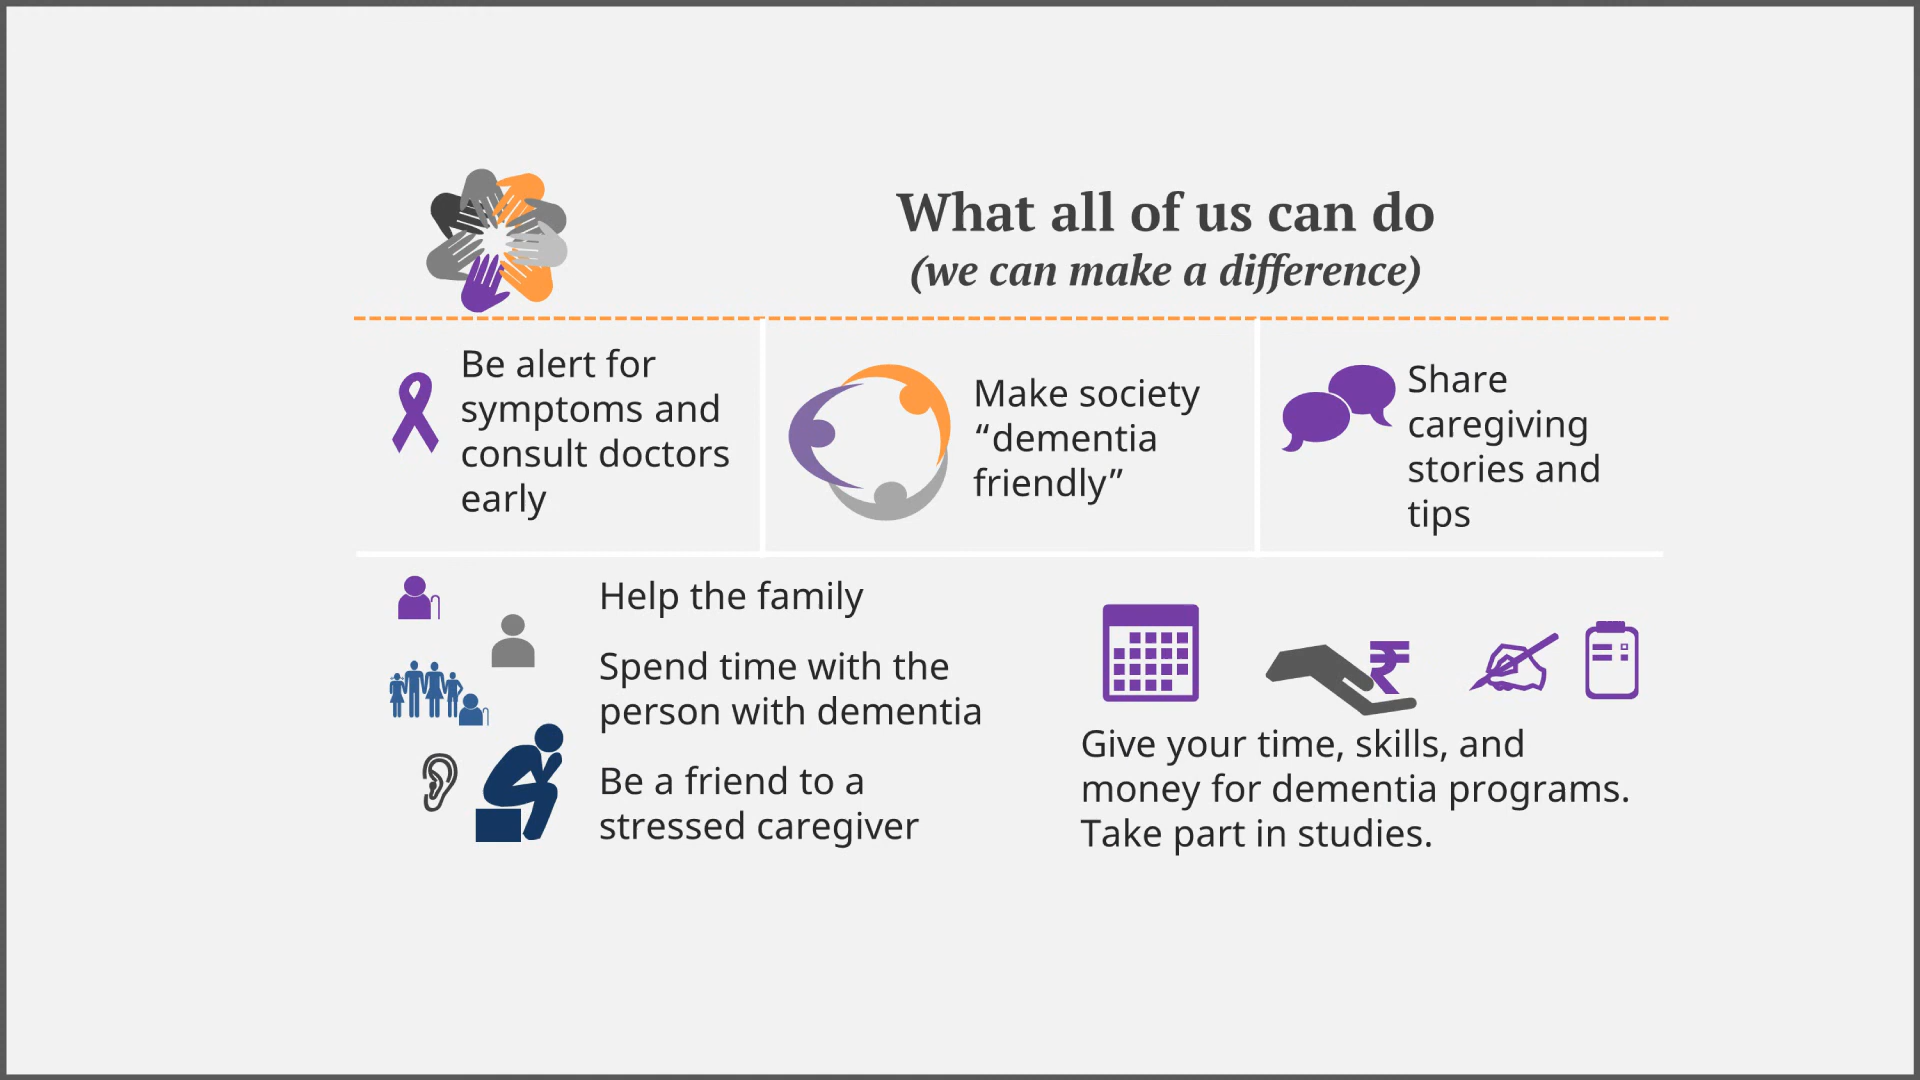 What all of us can do
(we can make a difference)
Be alert for
symptoms and
consult doctors
early
Make society
“dementia
friendly”
Share
caregiving
stories and
tips
Help the family
Spend time with the
person with dementia
Be a friend to a
stressed caregiver
₹
Give your time, skills, and
money for dementia programs.
Take part in studies.